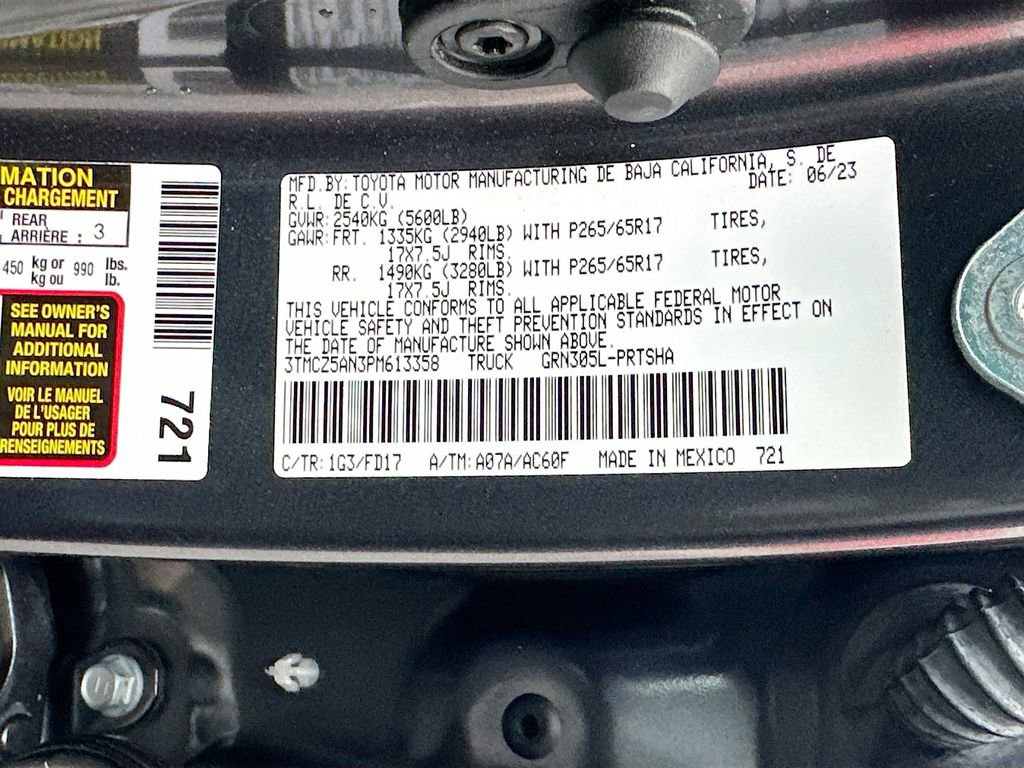 MATION
CHARGEMENT
REAR
ARRIÈRE : 3
450 kg or 990 lbs.
kg ou lb.
SEE OWNER'S
MANUAL FOR
ADDITIONAL
INFORMATION
VOIR LE MANUEL
DE L'USAGER
POUR PLUS DE
RENSEIGNEMENTS
721
MFD.BY:TOYOTA MOTOR MANUFACTURING DE BAJA CALIFORNIA, S. DE
R.L. DE C.V. DATE: 06/23
GVWR:2540KG (5600LB)
GAWR:FRT. 1335KG (2940LB) WITH P265/65R17 TIRES,
17X7.5J RIMS.
RR. 1490KG (3280LB) WITH P265/65R17 TIRES,
17X7.5J RIMS.
THIS VEHICLE CONFORMS TO ALL APPLICABLE FEDERAL MOTOR
VEHICLE SAFETY AND THEFT PREVENTION STANDARDS IN EFFECT ON
THE DATE OF MANUFACTURE SHOWN ABOVE.
3TMCZ5AN3PM613358 TRUCK GRN305L-PRTSHA
C/TR:1G3/FD17 A/TM:A07A/AC60F MADE IN MEXICO 721